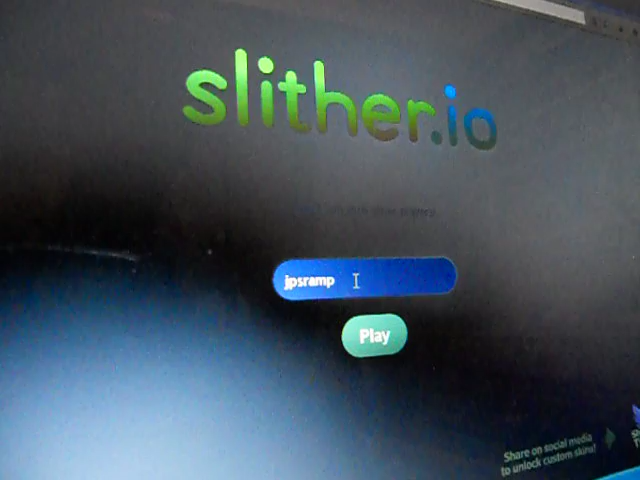 slither.io
jpsramp
Play
Share on social media
to unlock custom skins!